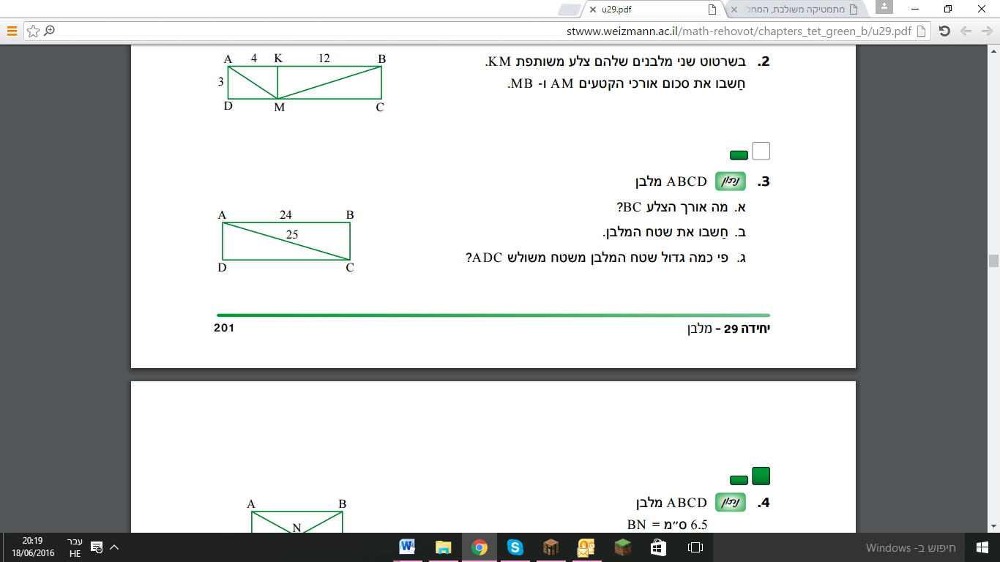 u29.pdf
מתמטיקה משולבת, המחל
stwww.weizmann.ac.il/math-rehovot/chapters_tet_green_b/u29.pdf
2. בשרטוט שני מלבנים שלהם צלע משותפת KM.
חַשבו את סכום אורכי הקטעים AM ו- MB.
A 4 K 12 B
3
D M C
3. נתון ABCD מלבן
א. מה אורך הצלע BC?
ב. חַשבו את שטח המלבן.
ג. פי כמה גדול שטח המלבן משטח משולש ADC?
A 24 B
25
D C
יחידה 29 - מלבן
201
4. נתון ABCD מלבן
6.5 ס״מ = BN
A B
N
20:19
18/06/2016
עבר
HE
חיפוש ב- Windows